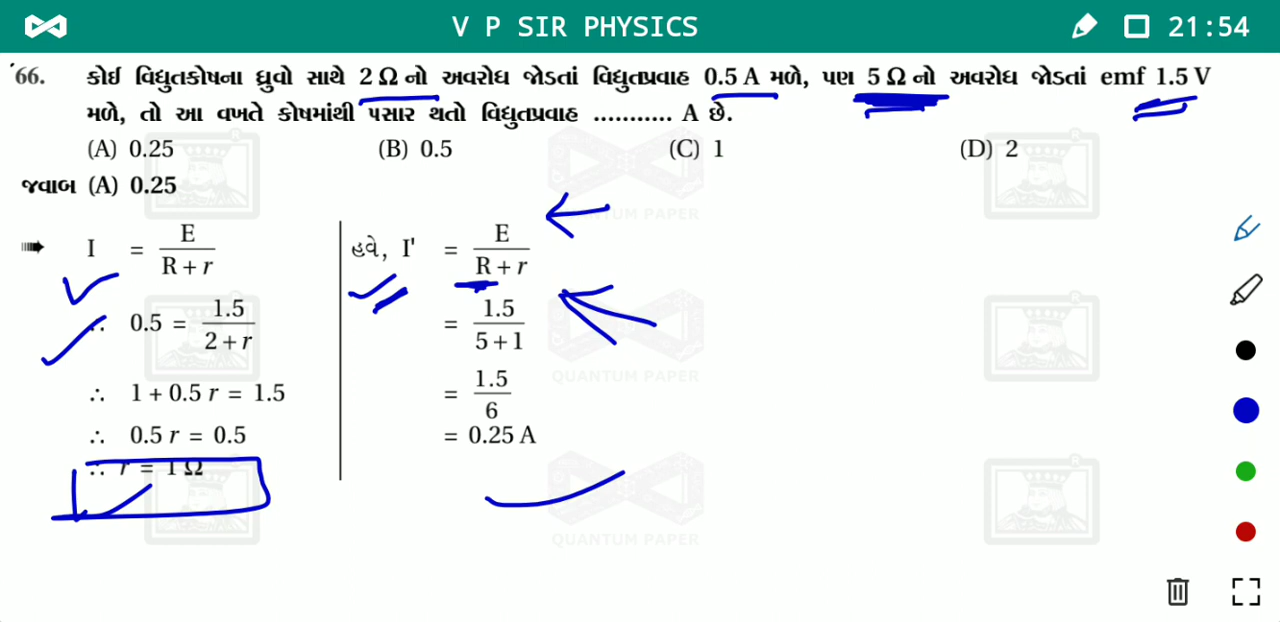 V P SIR PHYSICS 21:54
66. કોઈ વિદ્યુતકોષના ધ્રુવો સાથે 2 Ω નો અવરોધ જોડતાં વિદ્યુતપ્રવાહ 0.5 A મળે, પણ 5 Ω નો અવરોધ જોડતાં emf 1.5 V
મળે, તો આ વખતે કોષમાંથી પસાર થતો વિદ્યુતપ્રવાહ ........... A છે.
(A) 0.25 (B) 0.5 (C) 1 (D) 2
જવાબ (A) 0.25
I = E / (R + r)
∴ 0.5 = 1.5 / (2 + r)
∴ 1 + 0.5 r = 1.5
∴ 0.5 r = 0.5
∴ r = 1 Ω
હવે, I' = E / (R + r)
= 1.5 / (5 + 1)
= 1.5 / 6
= 0.25 A
QUANTUM PAPER
QUANTUM PAPER
QUANTUM PAPER